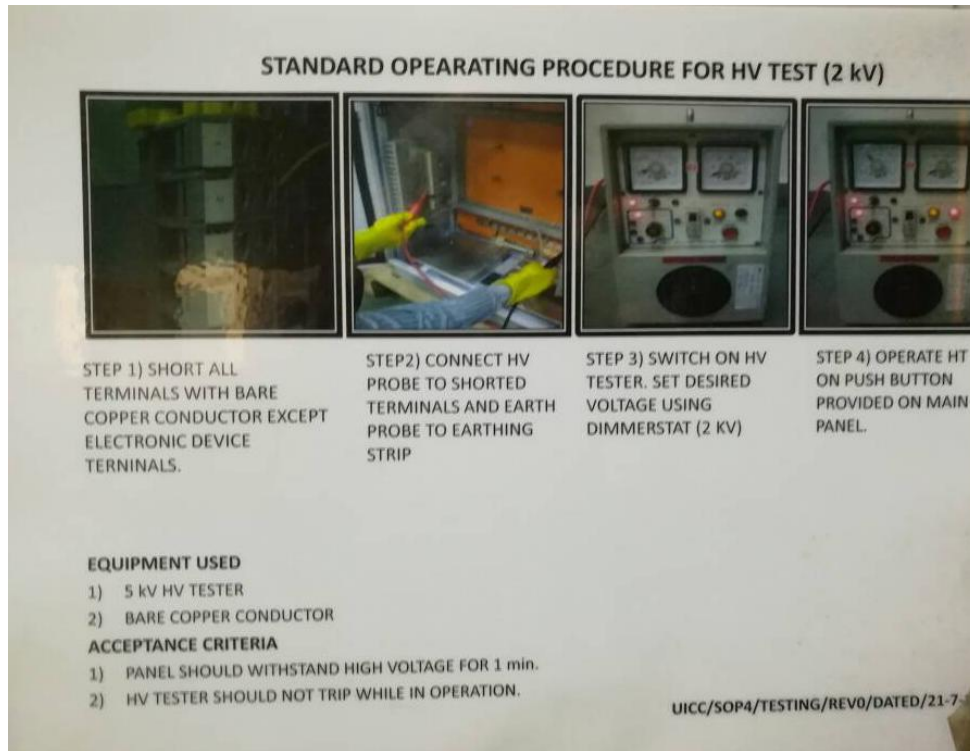 STANDARD OPEARATING PROCEDURE FOR HV TEST (2 kV)
STEP 1) SHORT ALL
TERMINALS WITH BARE
COPPER CONDUCTOR EXCEPT
ELECTRONIC DEVICE
TERNINALS.
STEP2) CONNECT HV
PROBE TO SHORTED
TERMINALS AND EARTH
PROBE TO EARTHING
STRIP
STEP 3) SWITCH ON HV
TESTER. SET DESIRED
VOLTAGE USING
DIMMERSTAT (2 KV)
STEP 4) OPERATE HT
ON PUSH BUTTON
PROVIDED ON MAIN
PANEL.
EQUIPMENT USED
1) 5 kV HV TESTER
2) BARE COPPER CONDUCTOR
ACCEPTANCE CRITERIA
1) PANEL SHOULD WITHSTAND HIGH VOLTAGE FOR 1 min.
2) HV TESTER SHOULD NOT TRIP WHILE IN OPERATION.
UICC/SOP4/TESTING/REV0/DATED/21-7-